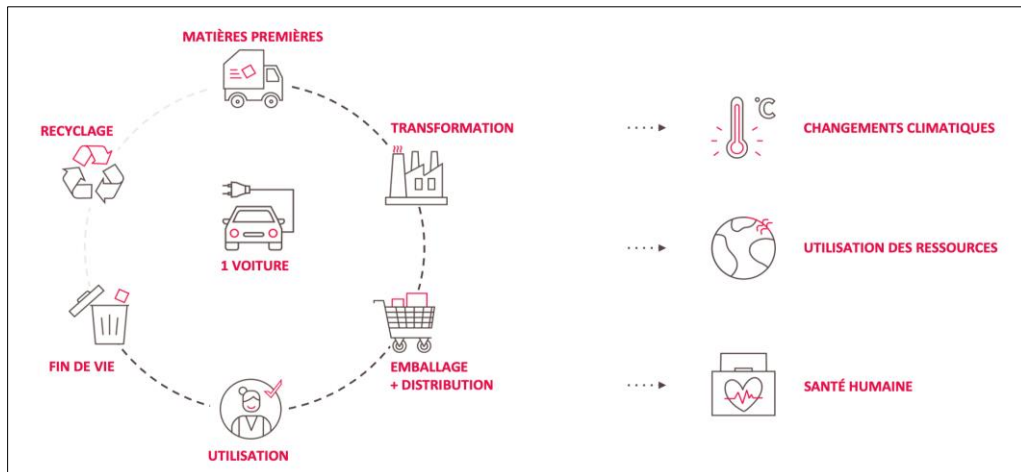 MATIÈRES PREMIÈRES
TRANSFORMATION
EMBALLAGE
+ DISTRIBUTION
UTILISATION
FIN DE VIE
RECYCLAGE
1 VOITURE
°C
CHANGEMENTS CLIMATIQUES
UTILISATION DES RESSOURCES
SANTÉ HUMAINE